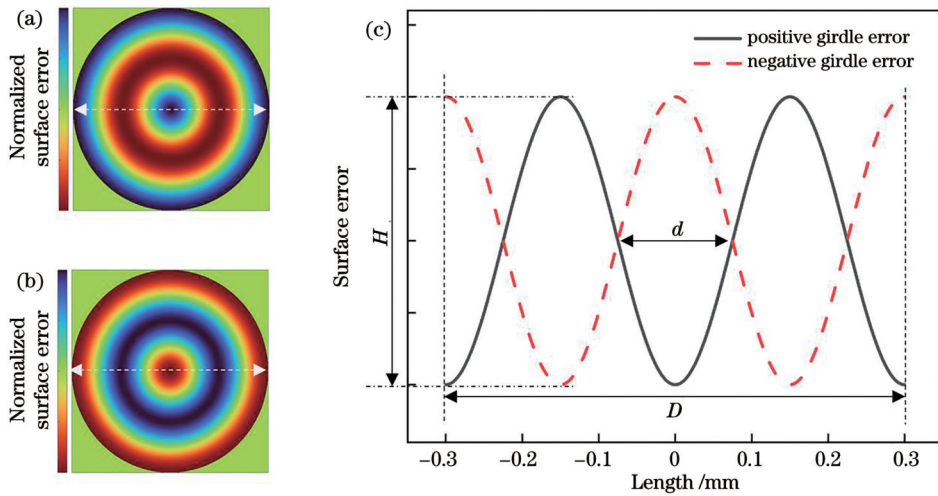 (a)
Normalized
surface error
(b)
Normalized
surface error
(c)
positive girdle error
negative girdle error
Surface error
H
d
D
−0.3 −0.2 −0.1 0 0.1 0.2 0.3
Length /mm